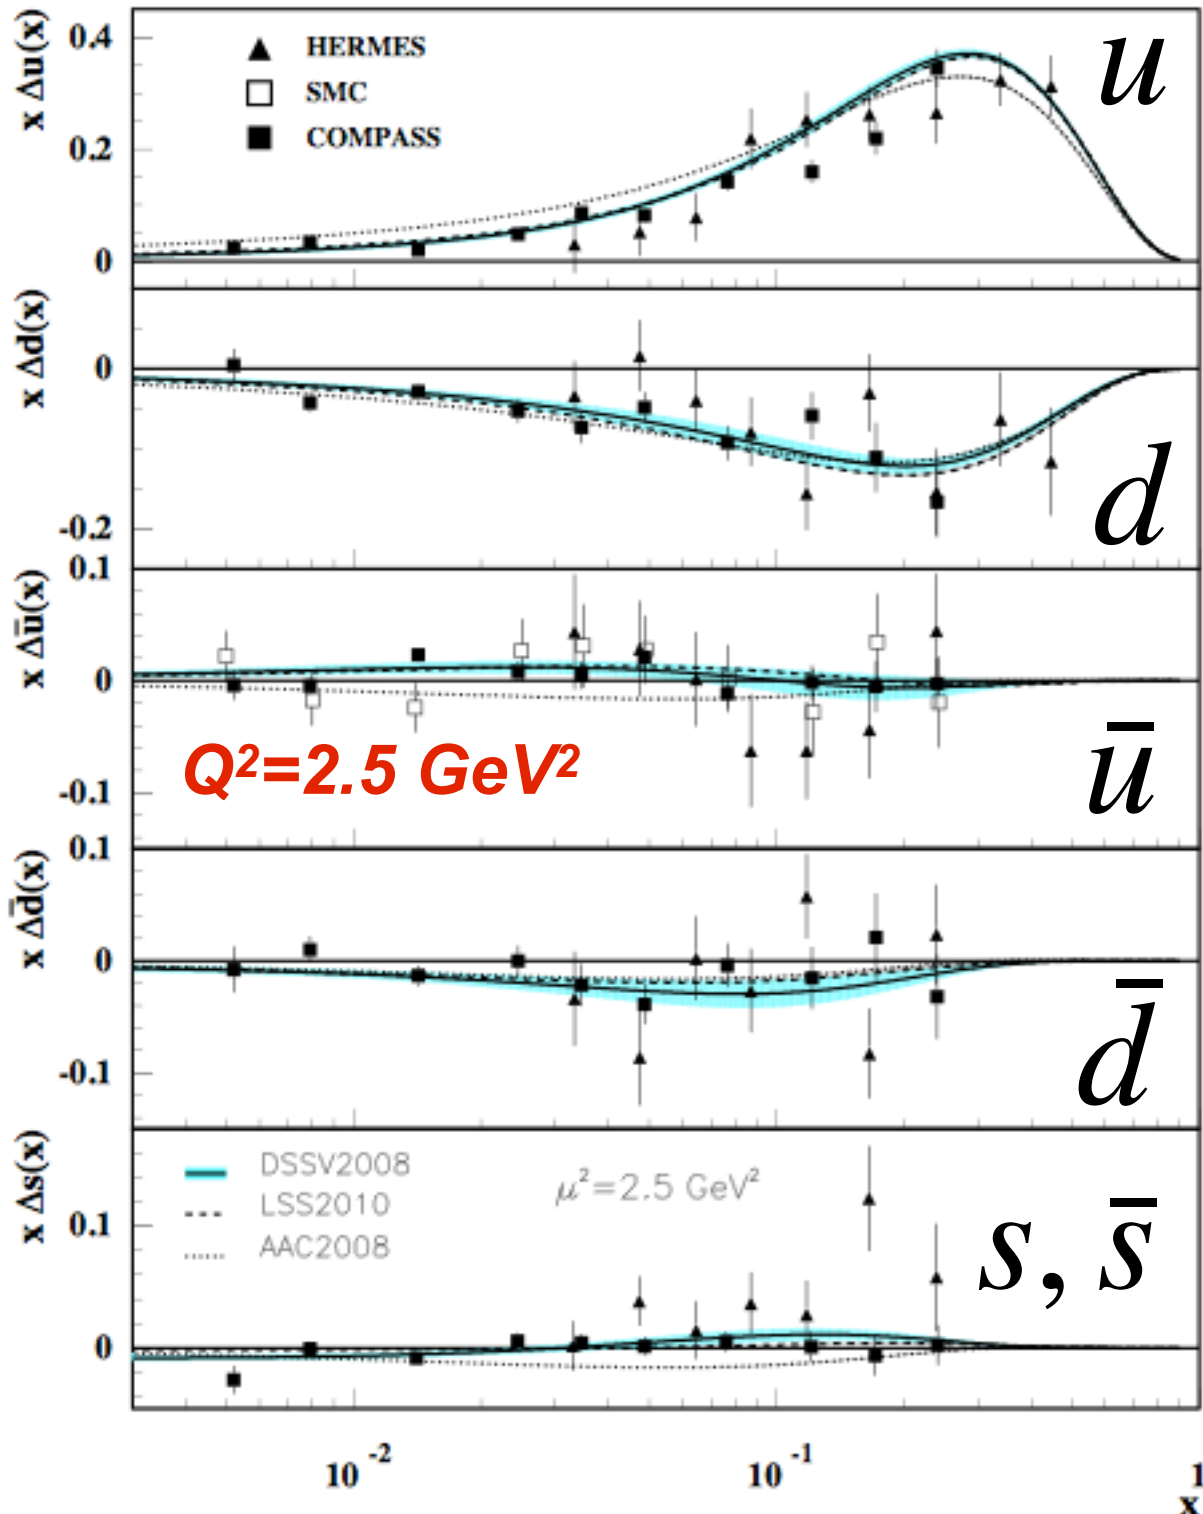 x Δu(x)
0.4
0.2
0
HERMES
SMC
COMPASS
u
x Δd(x)
0
-0.2
d
x Δū(x)
0.1
0
-0.1
Q²=2.5 GeV²
ū
x Δd̄(x)
0.1
0
-0.1
d̄
x Δs(x)
0.1
0
DSSV2008
LSS2010
AAC2008
μ²=2.5 GeV²
s, s̄
10⁻²
10⁻¹
1
x